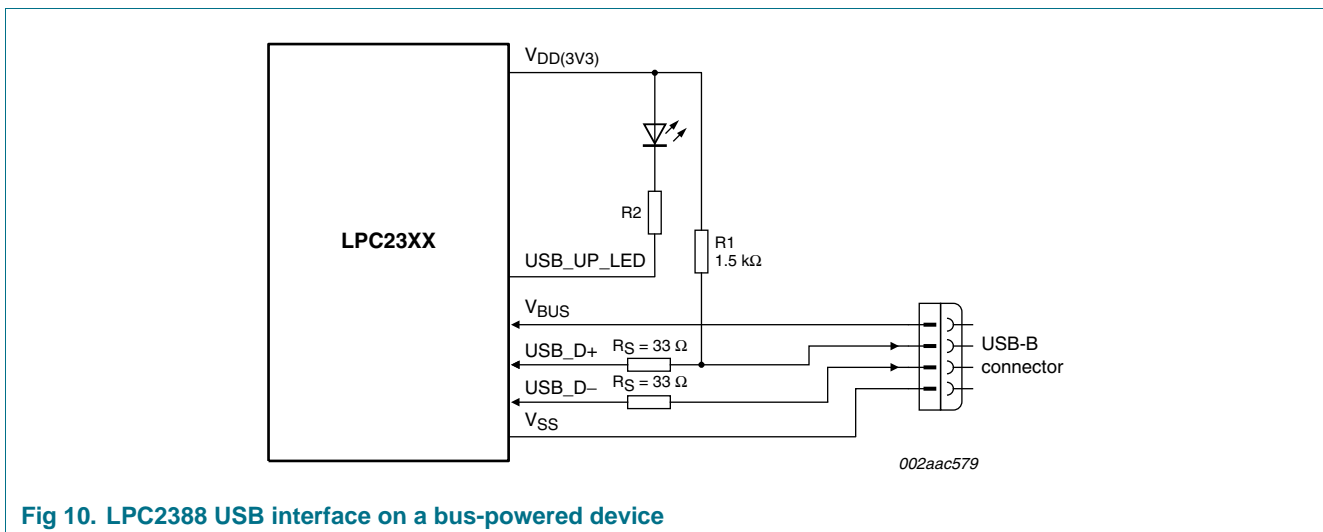 VDD(3V3)
R2
LPC23XX
R1
1.5 kΩ
USB_UP_LED
VBUS
USB_D+ RS = 33 Ω
USB-B
connector
USB_D− RS = 33 Ω
VSS
002aac579
Fig 10. LPC2388 USB interface on a bus-powered device